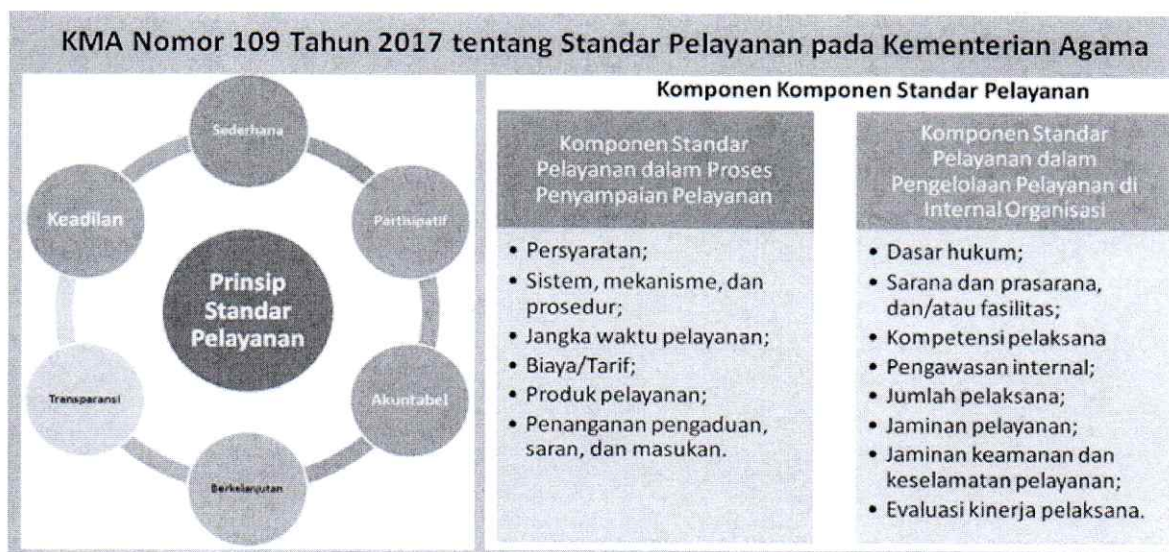 KMA Nomor 109 Tahun 2017 tentang Standar Pelayanan pada Kementerian Agama
Sederhana
Keadilan
Partisipatif
Prinsip
Standar
Pelayanan
Transparansi
Akuntabel
Berkelanjutan
Komponen Komponen Standar Pelayanan
Komponen Standar
Pelayanan dalam Proses
Penyampaian Pelayanan
• Persyaratan;
• Sistem, mekanisme, dan
prosedur;
• Jangka waktu pelayanan;
• Biaya/Tarif;
• Produk pelayanan;
• Penanganan pengaduan,
saran, dan masukan.
Komponen Standar
Pelayanan dalam
Pengelolaan Pelayanan di
Internal Organisasi
• Dasar hukum;
• Sarana dan prasarana,
dan/atau fasilitas;
• Kompetensi pelaksana
• Pengawasan internal;
• Jumlah pelaksana;
• Jaminan pelayanan;
• Jaminan keamanan dan
keselamatan pelayanan;
• Evaluasi kinerja pelaksana.